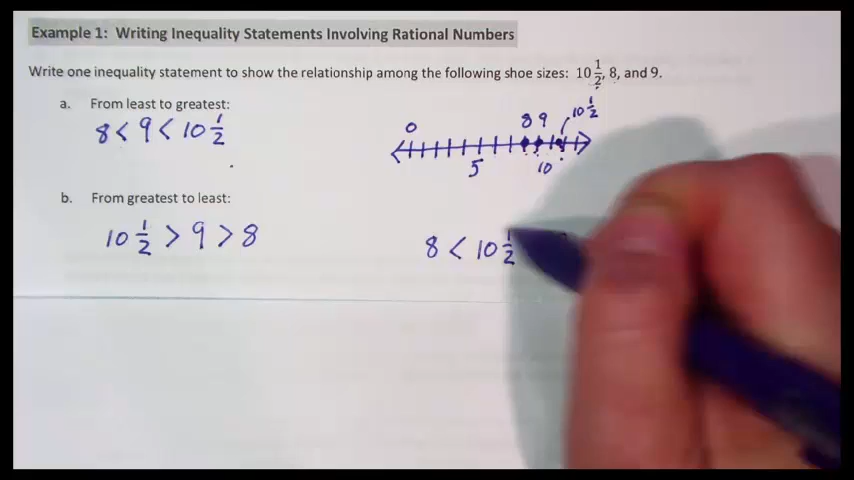 Example 1: Writing Inequality Statements Involving Rational Numbers
Write one inequality statement to show the relationship among the following shoe sizes: 10 1/2, 8, and 9.
a. From least to greatest:
8 < 9 < 10 1/2
0 8 9 10 1/2
5 10
b. From greatest to least:
10 1/2 > 9 > 8
8 < 10 1/2